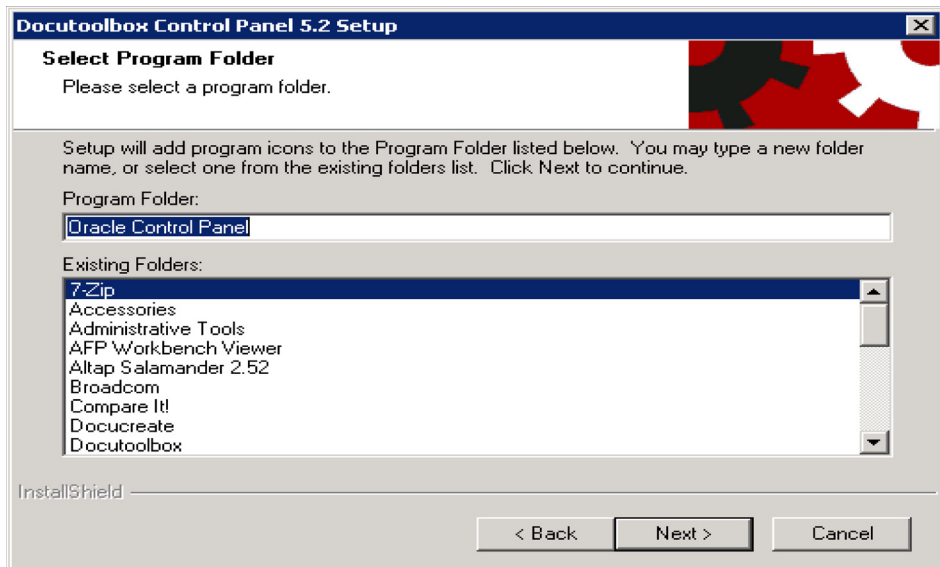 Docutoolbox Control Panel 5.2 Setup
Select Program Folder
Please select a program folder.
Setup will add program icons to the Program Folder listed below.  You may type a new folder
name, or select one from the existing folders list.  Click Next to continue.
Program Folder:
Oracle Control Panel
Existing Folders:
7-Zip
Accessories
Administrative Tools
AFP Workbench Viewer
Altap Salamander 2.52
Broadcom
Compare It!
Docucreate
Docutoolbox
InstallShield
< Back
Next >
Cancel